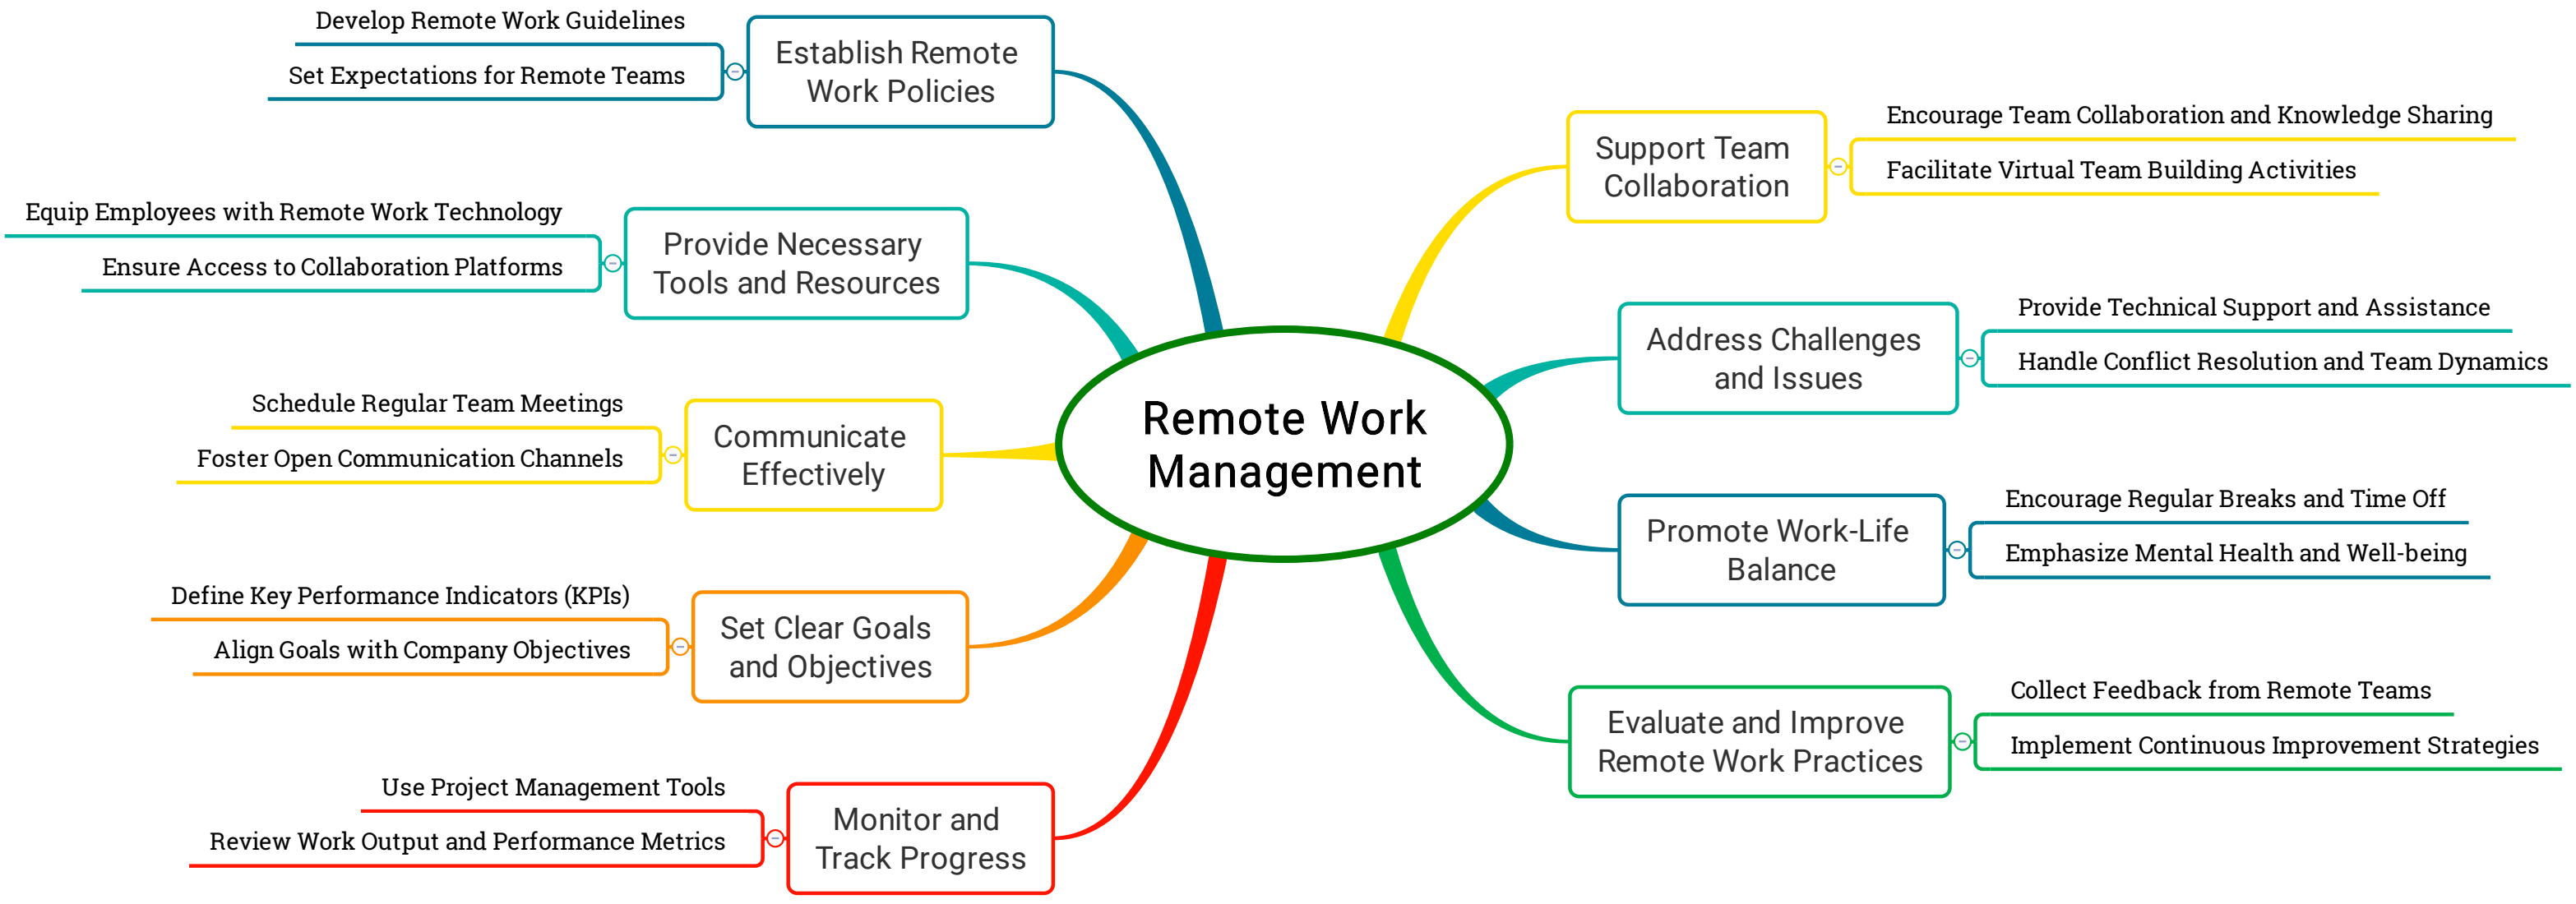 Remote Work
Management
Establish Remote
Work Policies
Develop Remote Work Guidelines
Set Expectations for Remote Teams
Provide Necessary
Tools and Resources
Equip Employees with Remote Work Technology
Ensure Access to Collaboration Platforms
Communicate
Effectively
Schedule Regular Team Meetings
Foster Open Communication Channels
Set Clear Goals
and Objectives
Define Key Performance Indicators (KPIs)
Align Goals with Company Objectives
Monitor and
Track Progress
Use Project Management Tools
Review Work Output and Performance Metrics
Support Team
Collaboration
Encourage Team Collaboration and Knowledge Sharing
Facilitate Virtual Team Building Activities
Address Challenges
and Issues
Provide Technical Support and Assistance
Handle Conflict Resolution and Team Dynamics
Promote Work-Life
Balance
Encourage Regular Breaks and Time Off
Emphasize Mental Health and Well-being
Evaluate and Improve
Remote Work Practices
Collect Feedback from Remote Teams
Implement Continuous Improvement Strategies